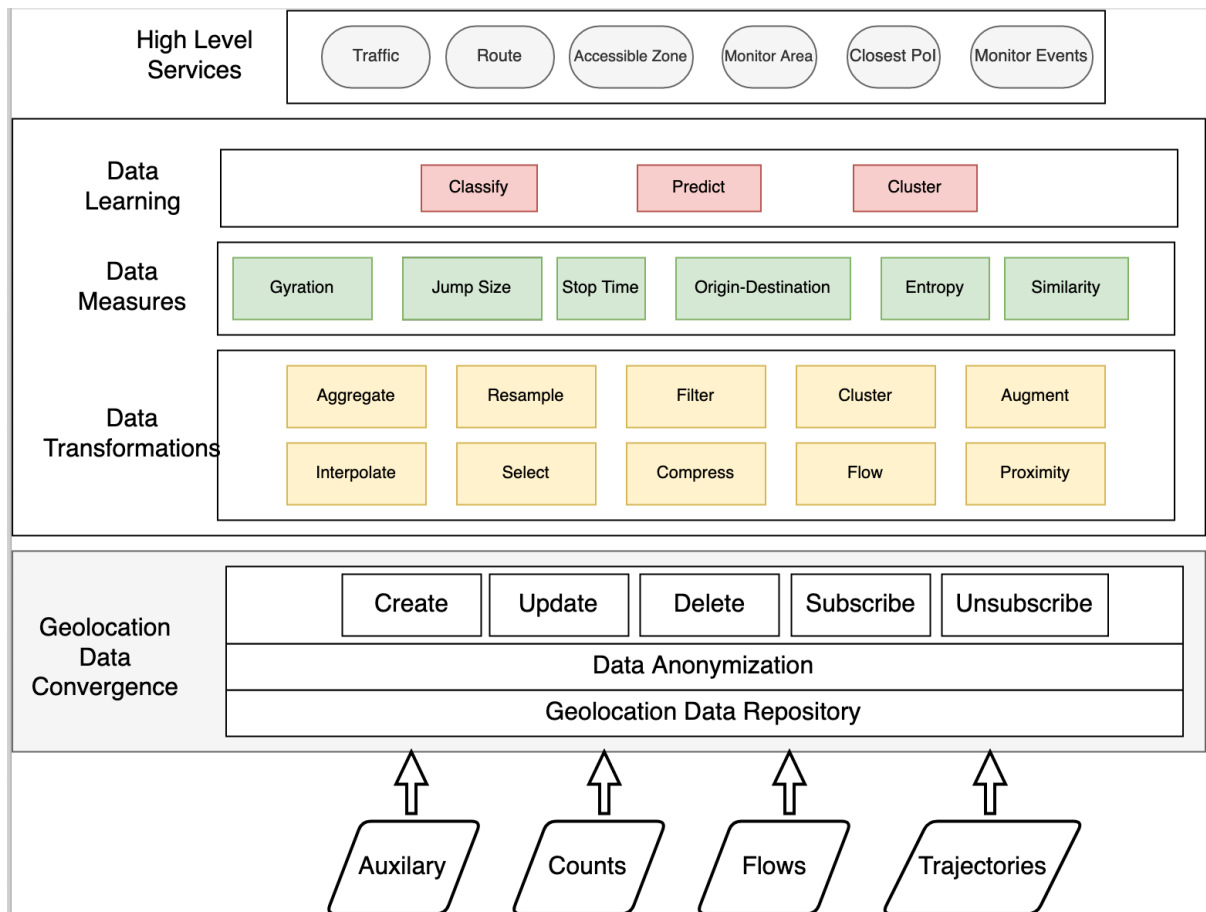 High Level
Services
Traffic
Route
Accessible Zone
Monitor Area
Closest PoI
Monitor Events
Data
Learning
Classify
Predict
Cluster
Data
Measures
Gyration
Jump Size
Stop Time
Origin-Destination
Entropy
Similarity
Data
Transformations
Aggregate
Resample
Filter
Cluster
Augment
Interpolate
Select
Compress
Flow
Proximity
Geolocation
Data
Convergence
Create
Update
Delete
Subscribe
Unsubscribe
Data Anonymization
Geolocation Data Repository
Auxilary
Counts
Flows
Trajectories